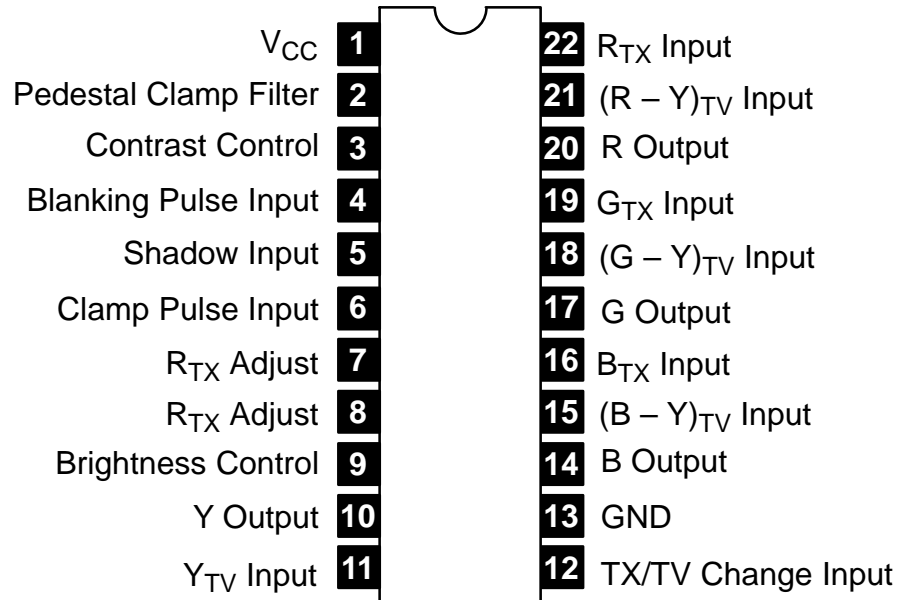 V_CC 1
Pedestal Clamp Filter 2
Contrast Control 3
Blanking Pulse Input 4
Shadow Input 5
Clamp Pulse Input 6
R_TX Adjust 7
R_TX Adjust 8
Brightness Control 9
Y Output 10
Y_TV Input 11
22 R_TX Input
21 (R – Y)_TV Input
20 R Output
19 G_TX Input
18 (G – Y)_TV Input
17 G Output
16 B_TX Input
15 (B – Y)_TV Input
14 B Output
13 GND
12 TX/TV Change Input